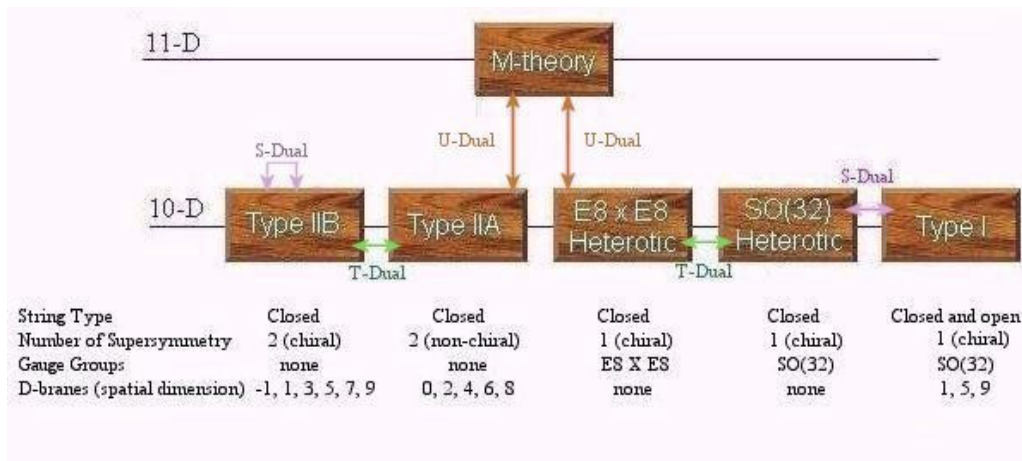 11-D
M-theory
U-Dual
U-Dual
S-Dual
S-Dual
10-D
Type IIB
Type IIA
E8 x E8
Heterotic
SO(32)
Heterotic
Type I
T-Dual
T-Dual
String Type Closed Closed Closed Closed Closed and open
Number of Supersymmetry 2 (chiral) 2 (non-chiral) 1 (chiral) 1 (chiral) 1 (chiral)
Gauge Groups none none E8 X E8 SO(32) SO(32)
D-branes (spatial dimension) -1, 1, 3, 5, 7, 9 0, 2, 4, 6, 8 none none 1, 5, 9